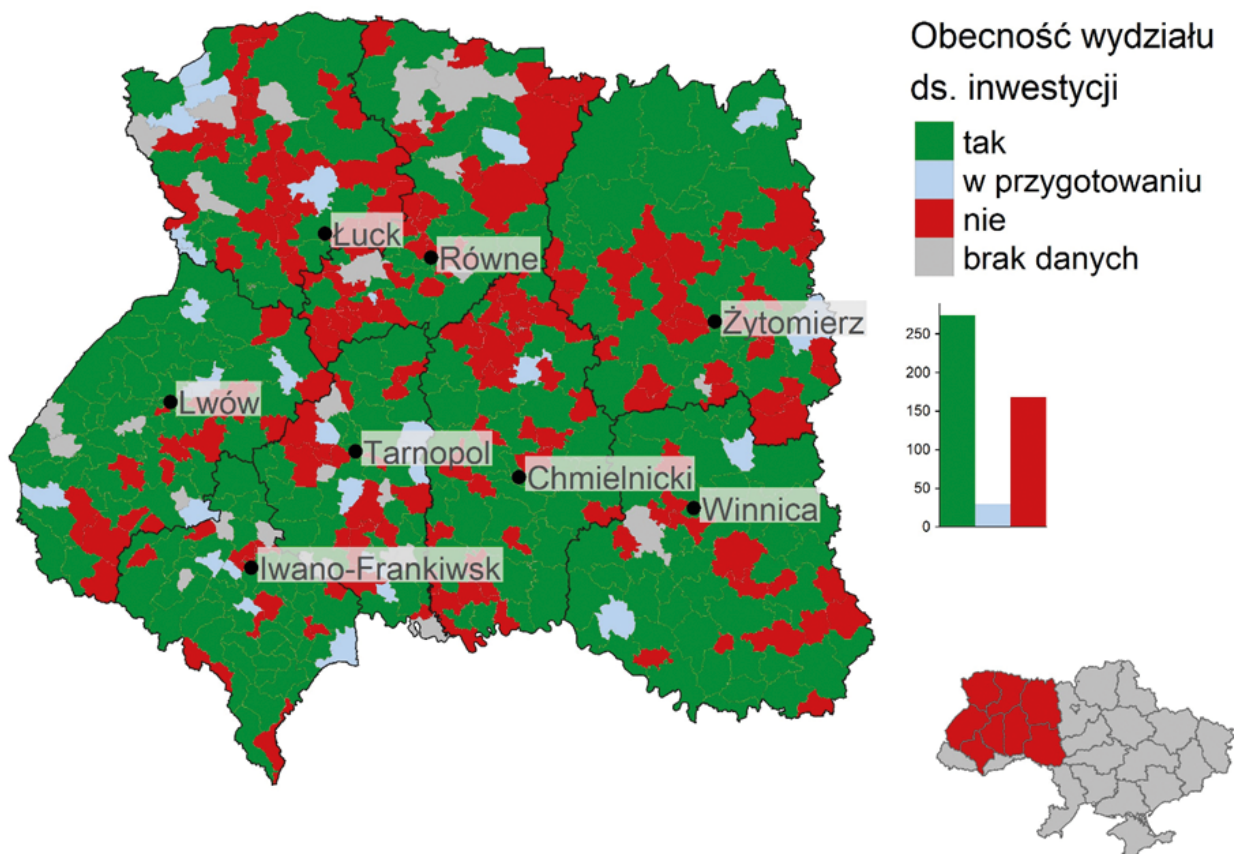 Obecność wydziału
ds. inwestycji
tak
w przygotowaniu
nie
brak danych
250
200
150
100
50
0
Łuck
Równe
Żytomierz
Lwów
Tarnopol
Chmielnicki
Winnica
Iwano-Frankiwsk